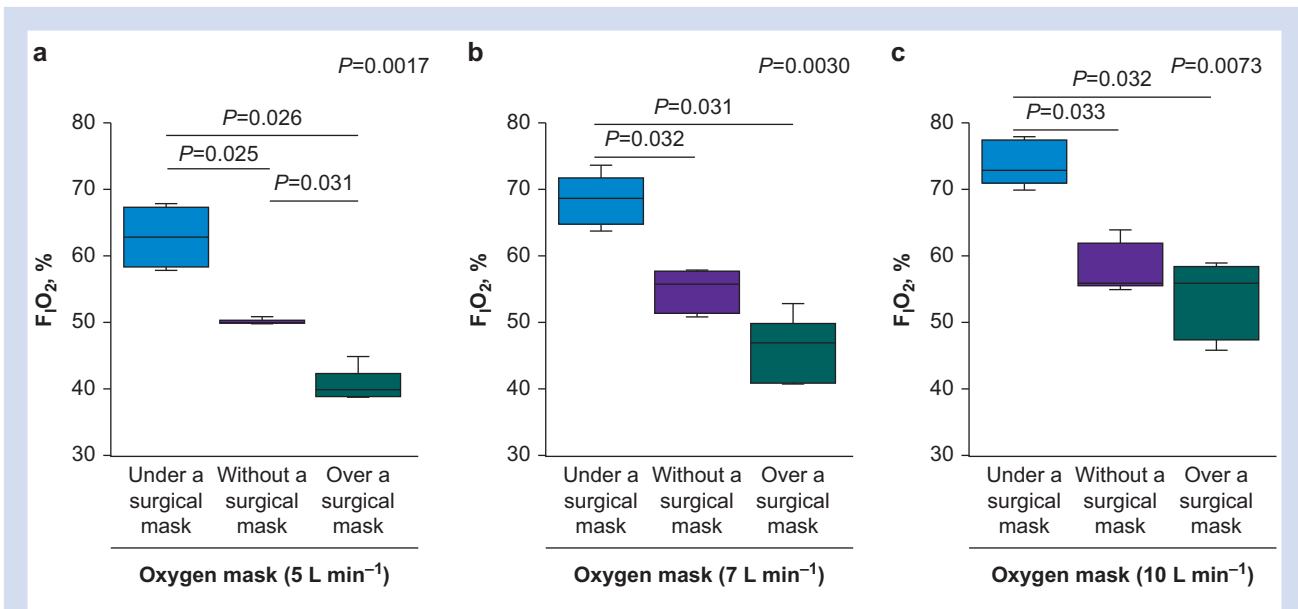 a
P=0.0017
P=0.026
P=0.025
P=0.031
80
70
60
50
40
30
FIO2, %
Under a
surgical
mask
Without a
surgical
mask
Over a
surgical
mask
Oxygen mask (5 L min⁻¹)
b
P=0.0030
P=0.031
P=0.032
80
70
60
50
40
30
FIO2, %
Under a
surgical
mask
Without a
surgical
mask
Over a
surgical
mask
Oxygen mask (7 L min⁻¹)
c
P=0.0073
P=0.032
P=0.033
80
70
60
50
40
30
FIO2, %
Under a
surgical
mask
Without a
surgical
mask
Over a
surgical
mask
Oxygen mask (10 L min⁻¹)